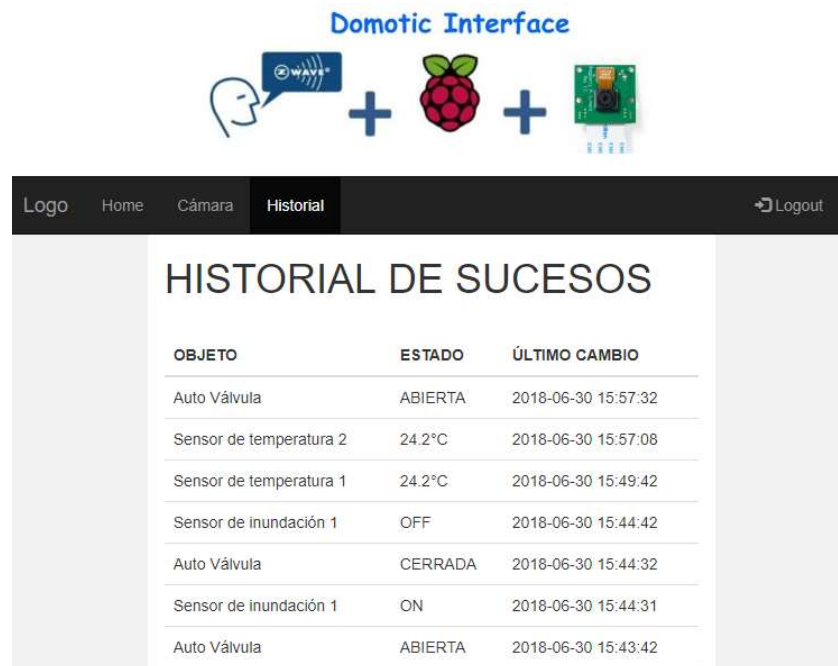 Domotic Interface
Z WAVE
Logo Home Cámara Historial Logout
HISTORIAL DE SUCESOS
OBJETO ESTADO ÚLTIMO CAMBIO
Auto Válvula ABIERTA 2018-06-30 15:57:32
Sensor de temperatura 2 24.2°C 2018-06-30 15:57:08
Sensor de temperatura 1 24.2°C 2018-06-30 15:49:42
Sensor de inundación 1 OFF 2018-06-30 15:44:42
Auto Válvula CERRADA 2018-06-30 15:44:32
Sensor de inundación 1 ON 2018-06-30 15:44:31
Auto Válvula ABIERTA 2018-06-30 15:43:42